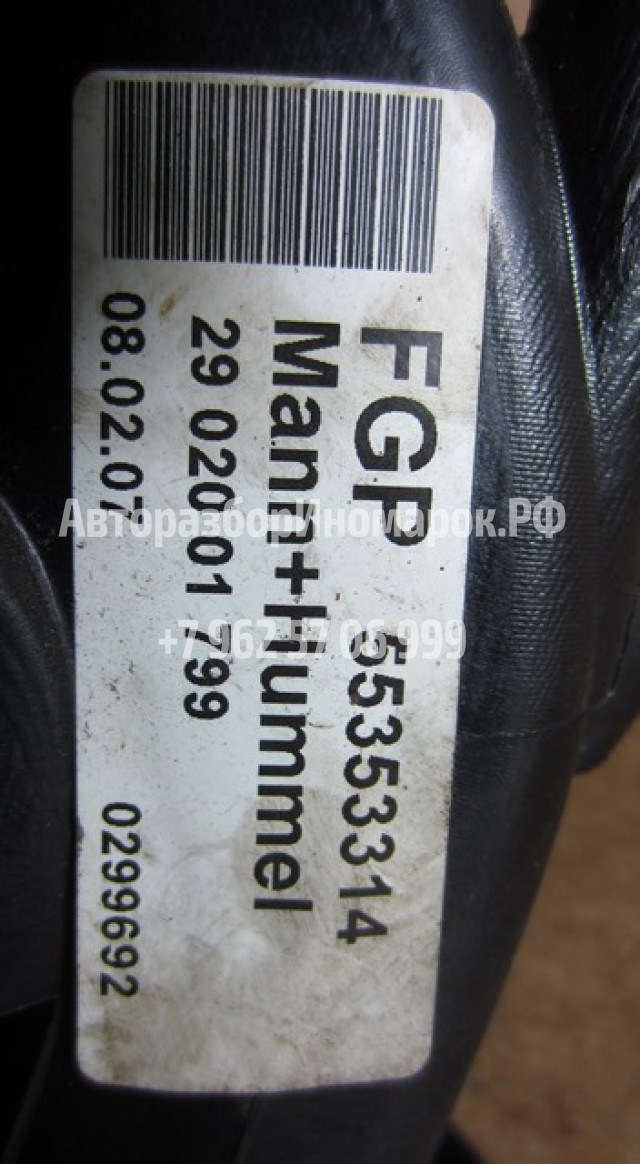 FGP 55353314
Mann+Hummel
29 020 01 799
08.02.07 0299692
АвторазборИномарок.РФ
+7 962 37 06 999